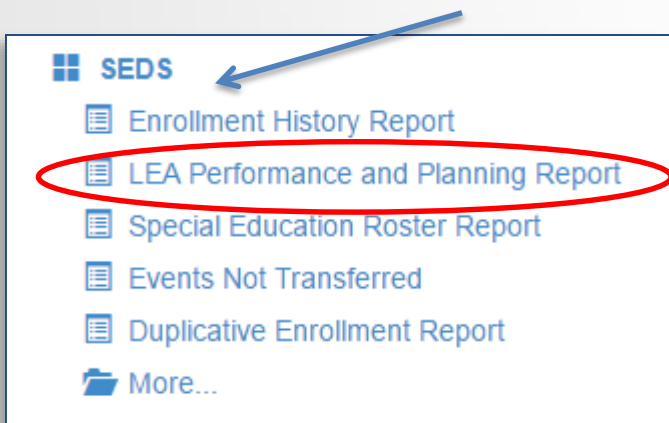 SEDS
Enrollment History Report
LEA Performance and Planning Report
Special Education Roster Report
Events Not Transferred
Duplicative Enrollment Report
More...